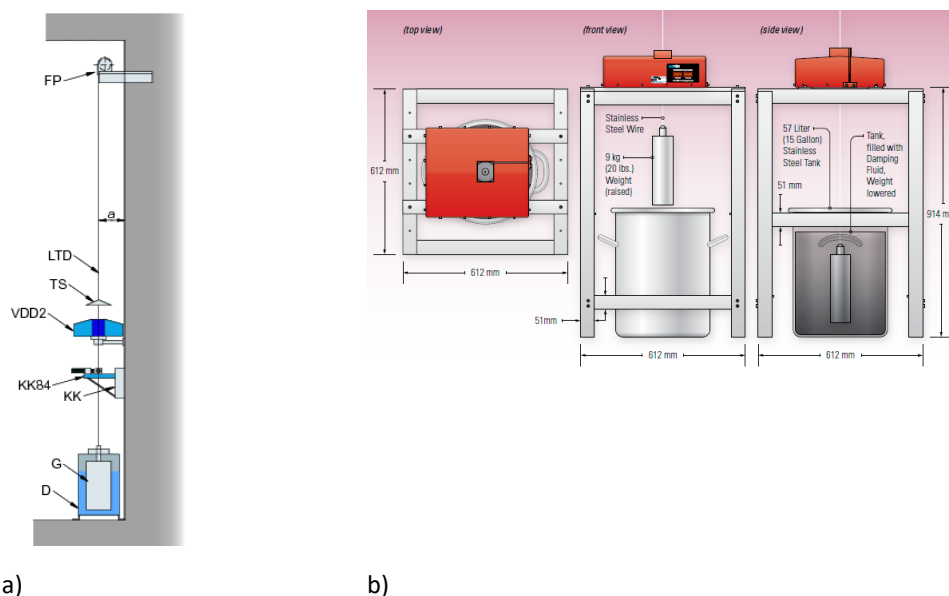 FP
a
LTD
TS
VDD2
KK84
KK
G
D
a)
(top view)
612 mm
612 mm
(front view)
Stainless
Steel Wire
9 kg
(20 lbs.)
Weight
(raised)
51mm
612 mm
(side view)
57 Liter
(15 Gallon)
Stainless
Steel Tank
51 mm
Tank,
filled with
Damping
Fluid,
Weight
lowered
914 m
612 mm
b)